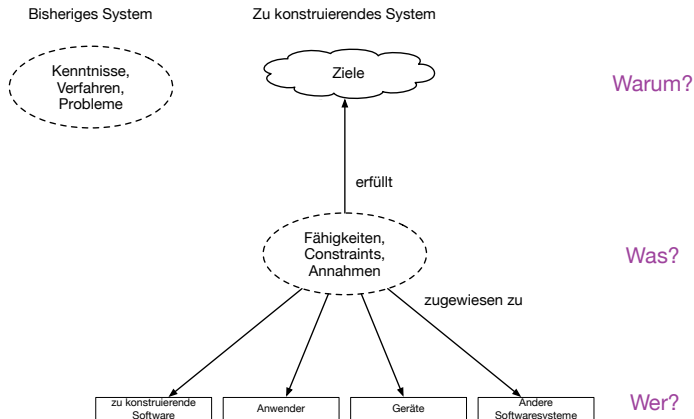 Bisheriges System
Zu konstruierendes System
Kenntnisse,
Verfahren,
Probleme
Ziele
Warum?
erfüllt
Fähigkeiten,
Constraints,
Annahmen
Was?
zugewiesen zu
zu konstruierende
Software
Anwender
Geräte
Andere
Softwaresysteme
Wer?